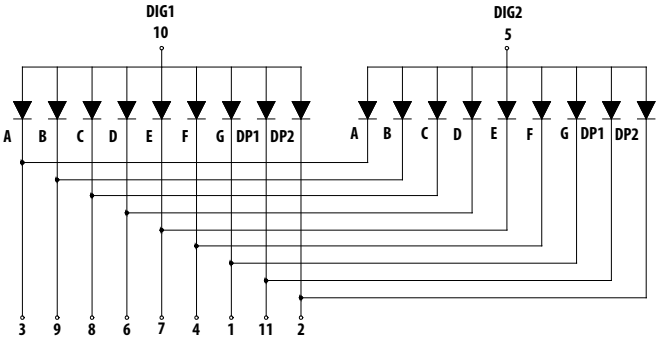 DIG1 DIG2
10 5
A B C D E F G DP1 DP2 A B C D E F G DP1 DP2
3 9 8 6 7 4 1 11 2